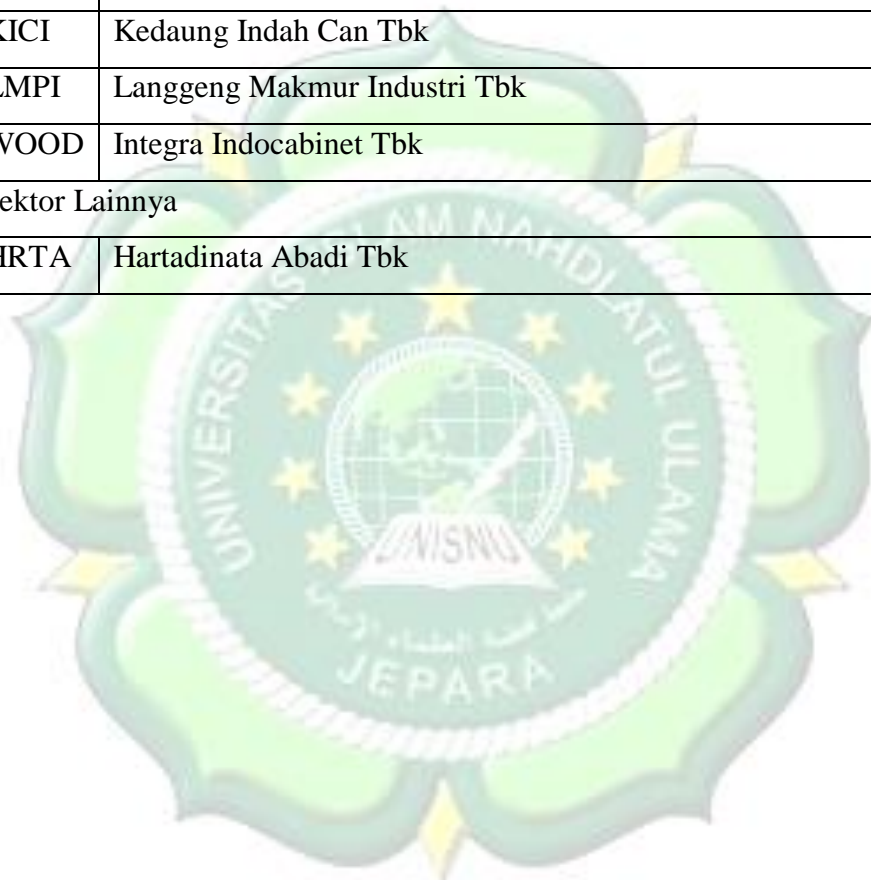 KICI Kedaung Indah Can Tbk
LMPI Langgeng Makmur Industri Tbk
WOOD Integra Indocabinet Tbk
ektor Lainnya
HRTA Hartadinata Abadi Tbk
UNIVERSITAS ISLAM NAHDLATUL ULAMA
UNISNU
JEPARA